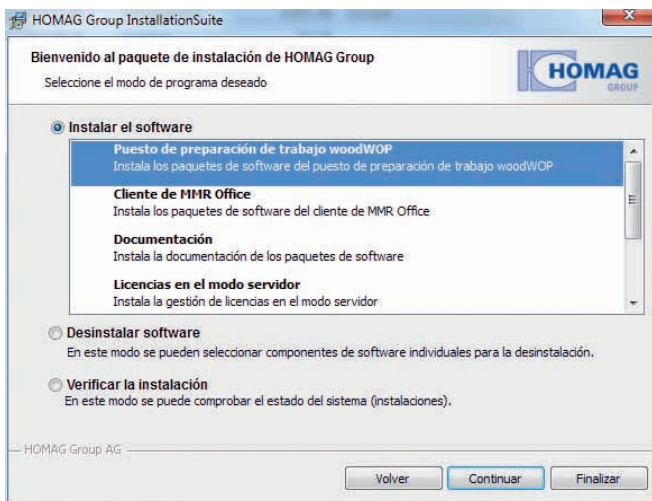 HOMAG Group InstallationSuite
Bienvenido al paquete de instalación de HOMAG Group
Seleccione el modo de programa deseado
HOMAG
GROUP
Instalar el software
Puesto de preparación de trabajo woodWOP
Instala los paquetes de software del puesto de preparación de trabajo woodWOP
Cliente de MMR Office
Instala los paquetes de software del cliente de MMR Office
Documentación
Instala la documentación de los paquetes de software
Licencias en el modo servidor
Instala la gestión de licencias en el modo servidor
Desinstalar software
En este modo se pueden seleccionar componentes de software individuales para la desinstalación.
Verificar la instalación
En este modo se puede comprobar el estado del sistema (instalaciones).
HOMAG Group AG
Volver Continuar Finalizar